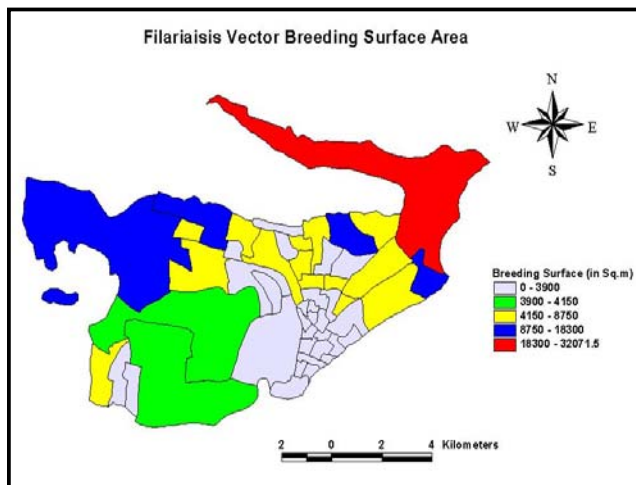 Filariaisis Vector Breeding Surface Area
N
W E
S
Breeding Surface (in Sq.m)
0 - 3900
3900 - 4150
4150 - 8750
8750 - 18300
18300 - 32071.5
2 0 2 4 Kilometers